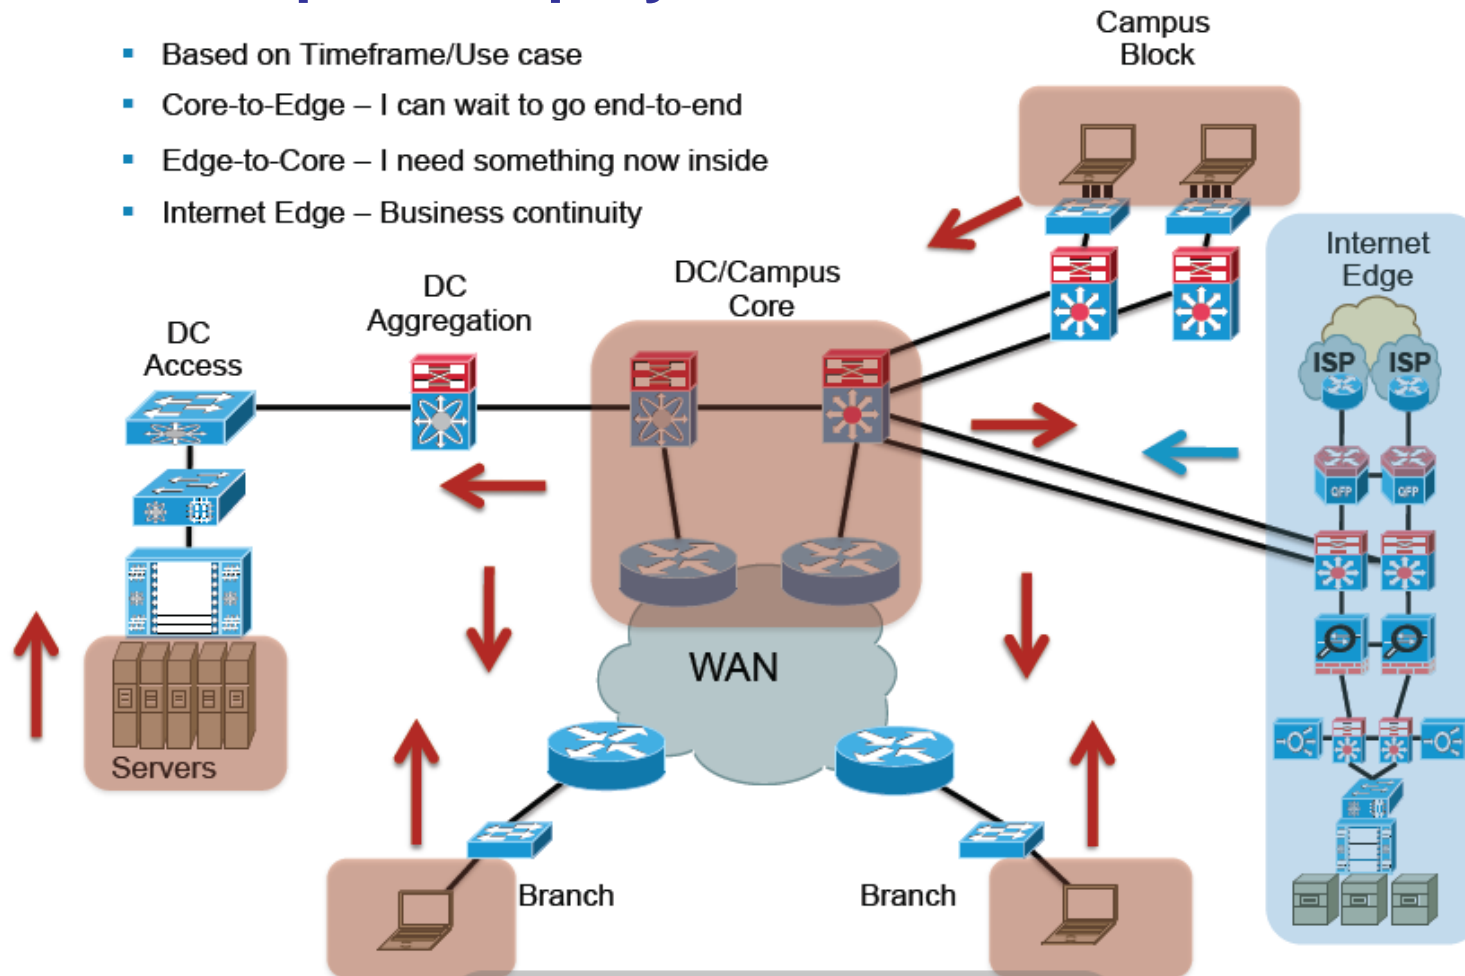 Based on Timeframe/Use case
Core-to-Edge – I can wait to go end-to-end
Edge-to-Core – I need something now inside
Internet Edge – Business continuity
Campus
Block
Internet
Edge
ISP ISP
QFP QFP
DC/Campus
Core
DC
Aggregation
DC
Access
Servers
WAN
Branch
Branch